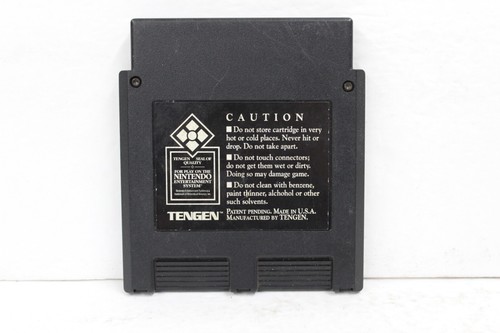 CAUTION
■ Do not store cartridge in very
hot or cold places. Never hit or
drop. Do not take apart.
■ Do not touch connectors;
do not get them wet or dirty.
Doing so may damage game.
■ Do not clean with benzene,
paint thinner, alchohol or other
such solvents.
PATENT PENDING. MADE IN U.S.A.
MANUFACTURED BY TENGEN.
TENGEN SEAL OF
QUALITY
FOR PLAY ON THE
NINTENDO
ENTERTAINMENT
SYSTEM
TENGEN™